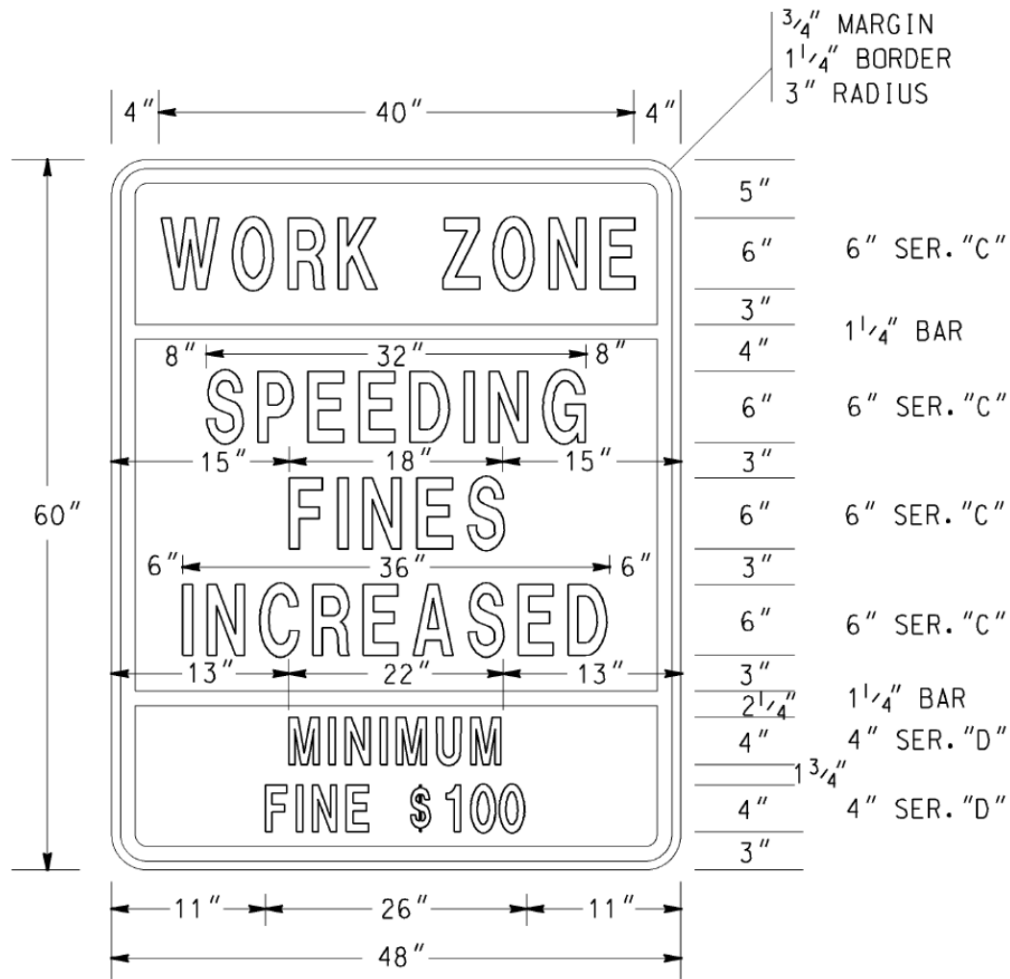 3/4" MARGIN
1 1/4" BORDER
3" RADIUS
4" 40" 4"
5"
WORK ZONE 6" 6" SER. "C"
3"
1 1/4" BAR
8" 32" 8" 4"
SPEEDING 6" 6" SER. "C"
15" 18" 15" 3"
60" FINES 6" 6" SER. "C"
6" 36" 6" 3"
INCREASED 6" 6" SER. "C"
13" 22" 13" 3"
2 1/4" 1 1/4" BAR
MINIMUM 4" 4" SER. "D"
1 3/4"
FINE $100 4" 4" SER. "D"
3"
11" 26" 11"
48"